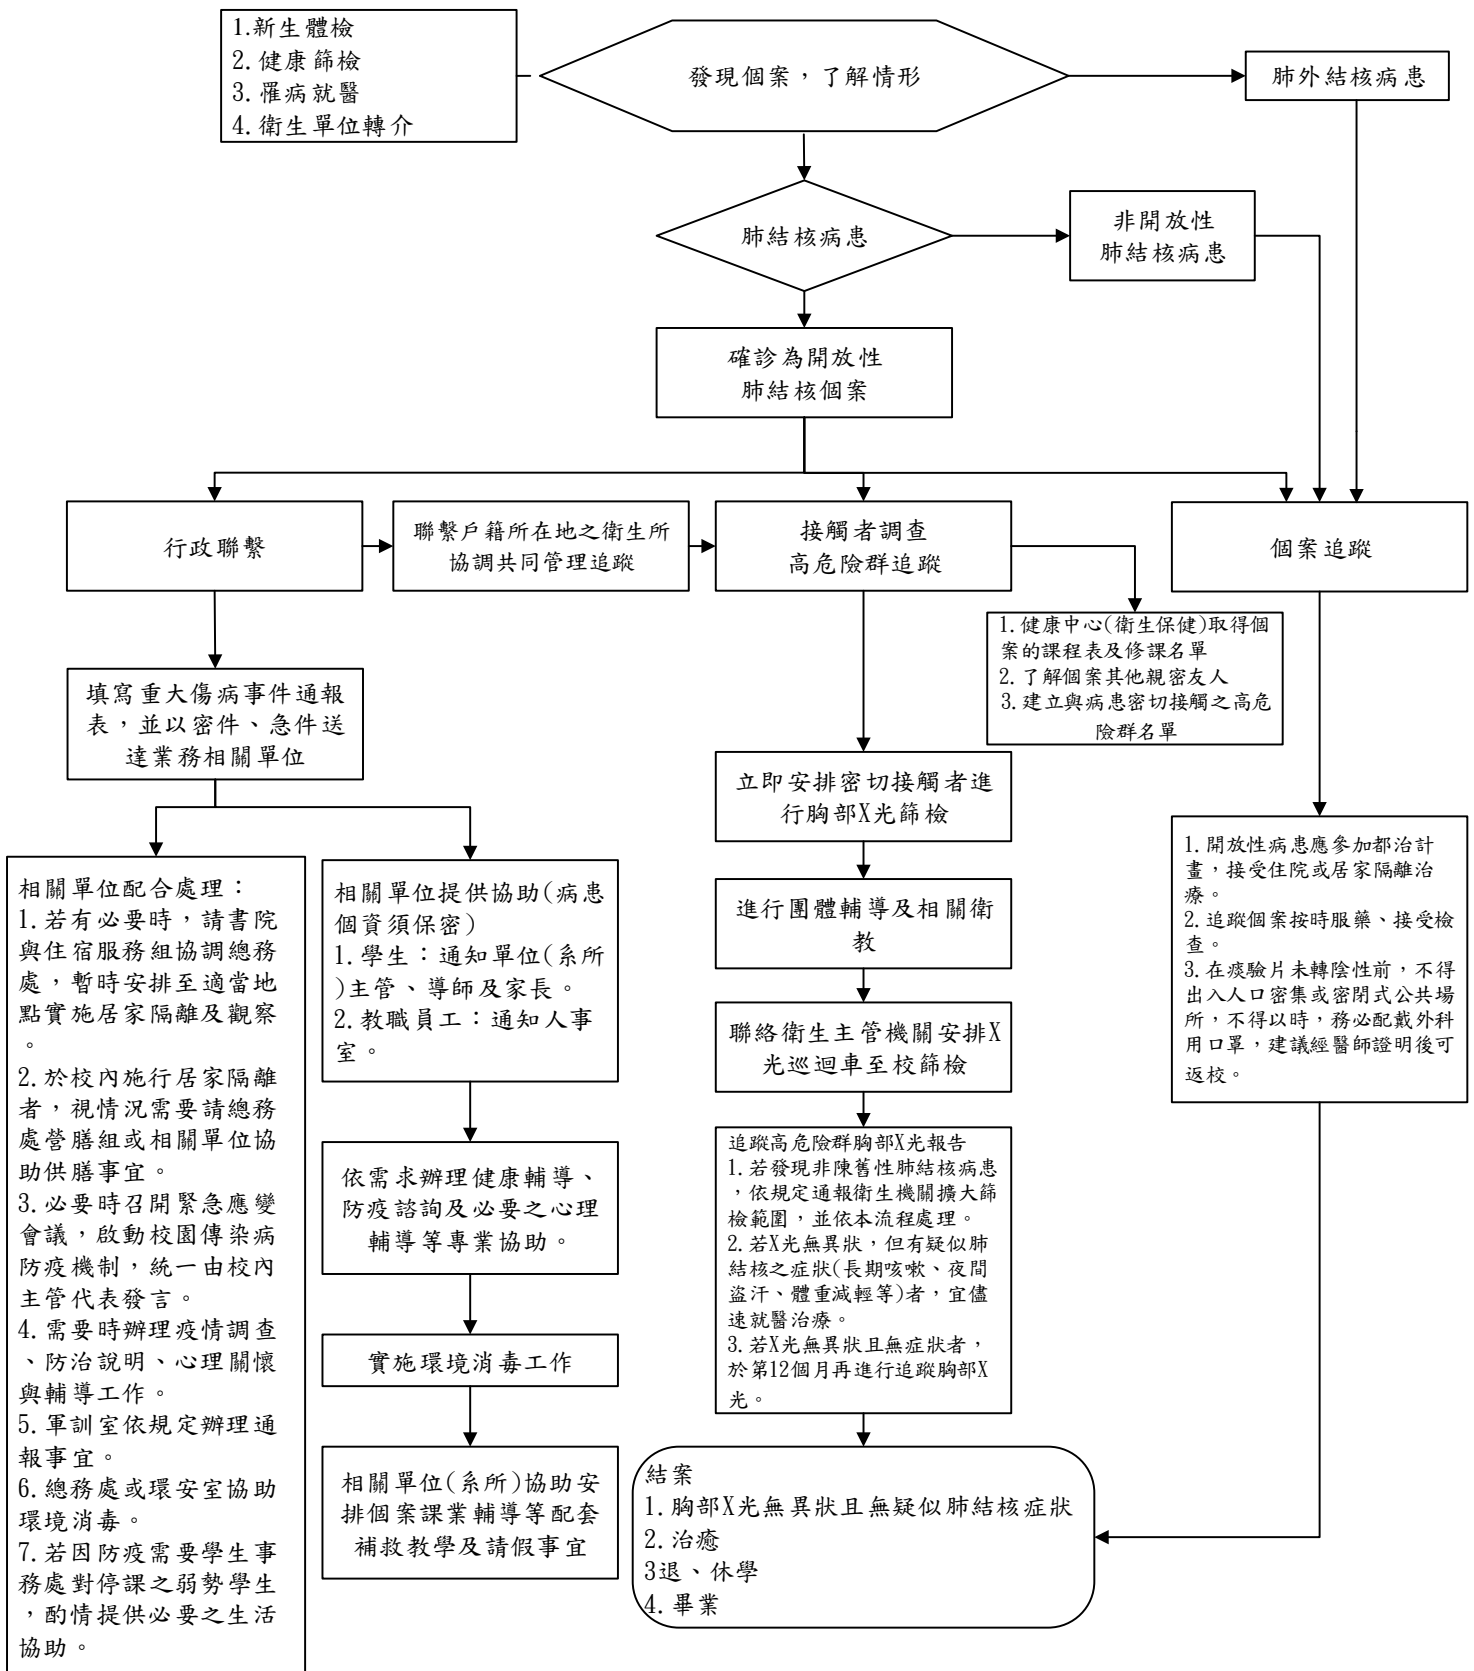 1.新生體檢
2.健康篩檢
3.罹病就醫
4.衛生單位轉介
發現個案，了解情形
肺外結核病患
肺結核病患
非開放性
肺結核病患
確診為開放性
肺結核個案
行政聯繫
聯繫戶籍所在地之衛生所
協調共同管理追蹤
接觸者調查
高危險群追蹤
個案追蹤
1.健康中心(衛生保健)取得個
案的課程表及修課名單
2.了解個案其他親密友人
3.建立與病患密切接觸之高危
險群名單
填寫重大傷病事件通報
表，並以密件、急件送
達業務相關單位
立即安排密切接觸者進
行胸部X光篩檢
進行團體輔導及相關衛
教
聯絡衛生主管機關安排X
光巡迴車至校篩檢
追蹤高危險群胸部X光報告
1.若發現非陳舊性肺結核病患
，依規定通報衛生機關擴大篩
檢範圍，並依本流程處理。
2.若X光無異狀，但有疑似肺
結核之症狀(長期咳嗽、夜間
盜汗、體重減輕等)者，宜儘
速就醫治療。
3.若X光無異狀且無症狀者，
於第12個月再進行追蹤胸部X
光。
1.開放性病患應參加都治計
畫，接受住院或居家隔離治
療。
2.追蹤個案按時服藥、接受檢
查。
3.在痰驗片未轉陰性前，不得
出入人口密集或密閉式公共場
所，不得以時，務必配戴外科
用口罩，建議經醫師證明後可
返校。
相關單位配合處理：
1.若有必要時，請書院
與住宿服務組協調總務
處，暫時安排至適當地
點實施居家隔離及觀察
。
2.於校內施行居家隔離
者，視情況需要請總務
處營膳組或相關單位協
助供膳事宜。
3.必要時召開緊急應變
會議，啟動校園傳染病
防疫機制，統一由校內
主管代表發言。
4.需要時辦理疫情調查
、防治說明、心理關懷
與輔導工作。
5.軍訓室依規定辦理通
報事宜。
6.總務處或環安室協助
環境消毒。
7.若因防疫需要學生事
務處對停課之弱勢學生
，酌情提供必要之生活
協助。
相關單位提供協助(病患
個資須保密)
1.學生：通知單位(系所
)主管、導師及家長。
2.教職員工：通知人事
室。
依需求辦理健康輔導、
防疫諮詢及必要之心理
輔導等專業協助。
實施環境消毒工作
相關單位(系所)協助安
排個案課業輔導等配套
補救教學及請假事宜
結案
1.胸部X光無異狀且無疑似肺結核症狀
2.治癒
3退、休學
4.畢業